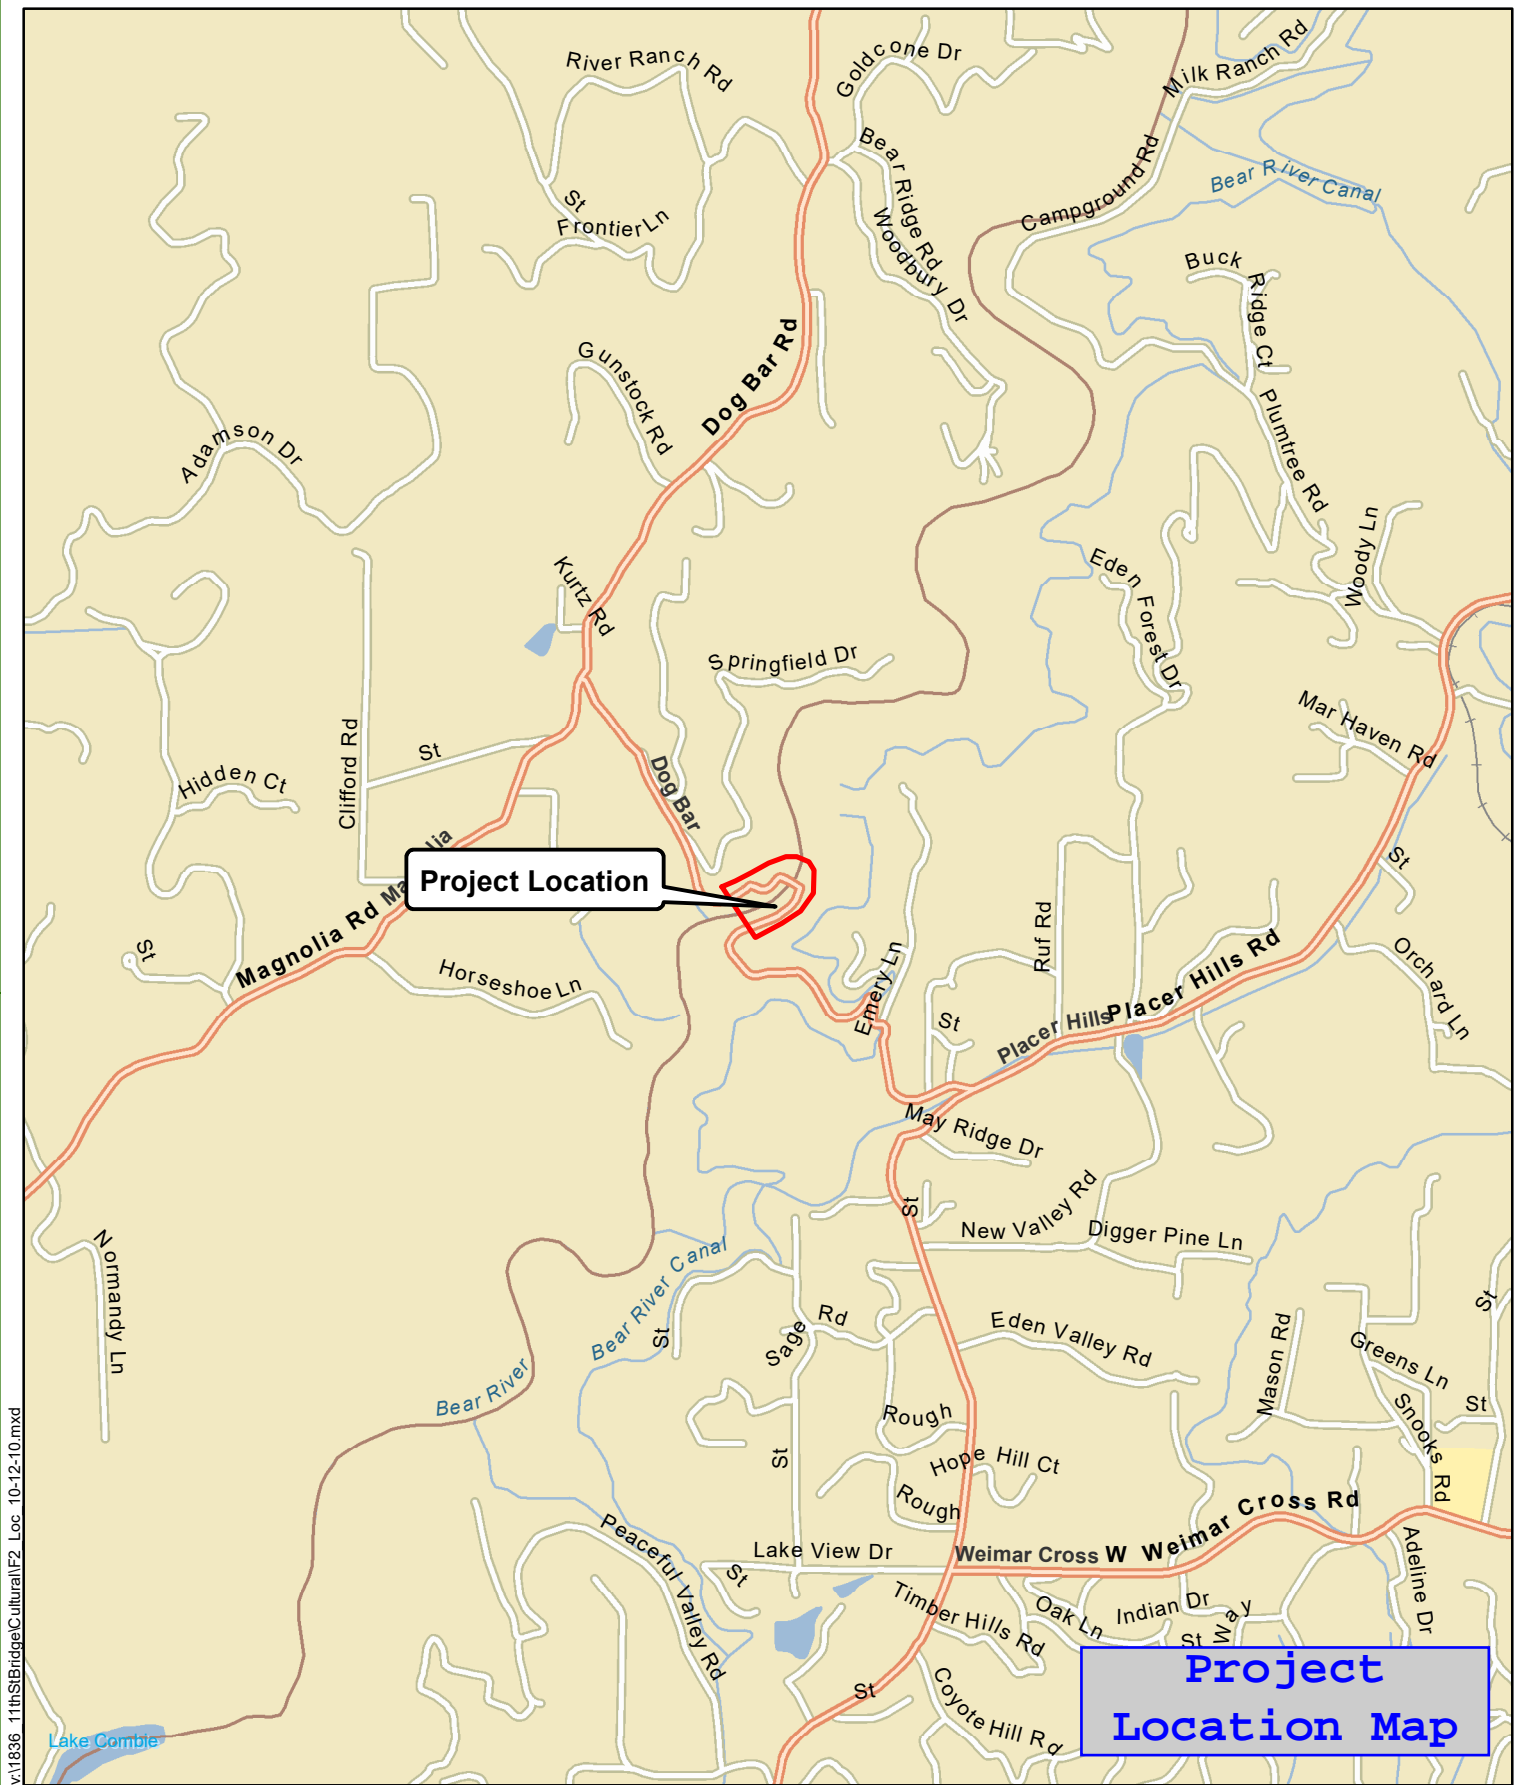 River Ranch Rd
Goldcone Dr
Milk Ranch Rd
Bear Ridge Rd
Campground Rd
Bear River Canal
St
Frontier Ln
Woodbury Dr
Buck Ridge Ct
Dog Bar Rd
Gunstock Rd
Plumtree Rd
Adamson Dr
Woody Ln
Kurtz Rd
Eden Forest Dr
Springfield Dr
Mar Haven Rd
Clifford Rd
St
Hidden Ct
Dog Bar
Project Location
St
Magnolia Rd
St
Horseshoe Ln
Emery Ln
Ruf Rd
St
Placer Hills
Placer Hills Rd
Orchard Ln
May Ridge Dr
St
New Valley Rd
Digger Pine Ln
Normandy Ln
Bear River Canal
St
Sage Rd
Eden Valley Rd
Mason Rd
Greens Ln
St
Bear River
Rough
Snooks Rd
St
St
Hope Hill Ct
Rough
W Weimar Cross Rd
Weimar Cross
Peaceful Valley Rd
Lake View Dr
St
Timber Hills Rd
Oak Ln
Indian Dr
St
Way
Adeline Dr
St
Coyote Hill Rd
Lake Combie
Project
Location Map
v:\1836_11thStBridge\Cultural\F2_Loc_10-12-10.mxd